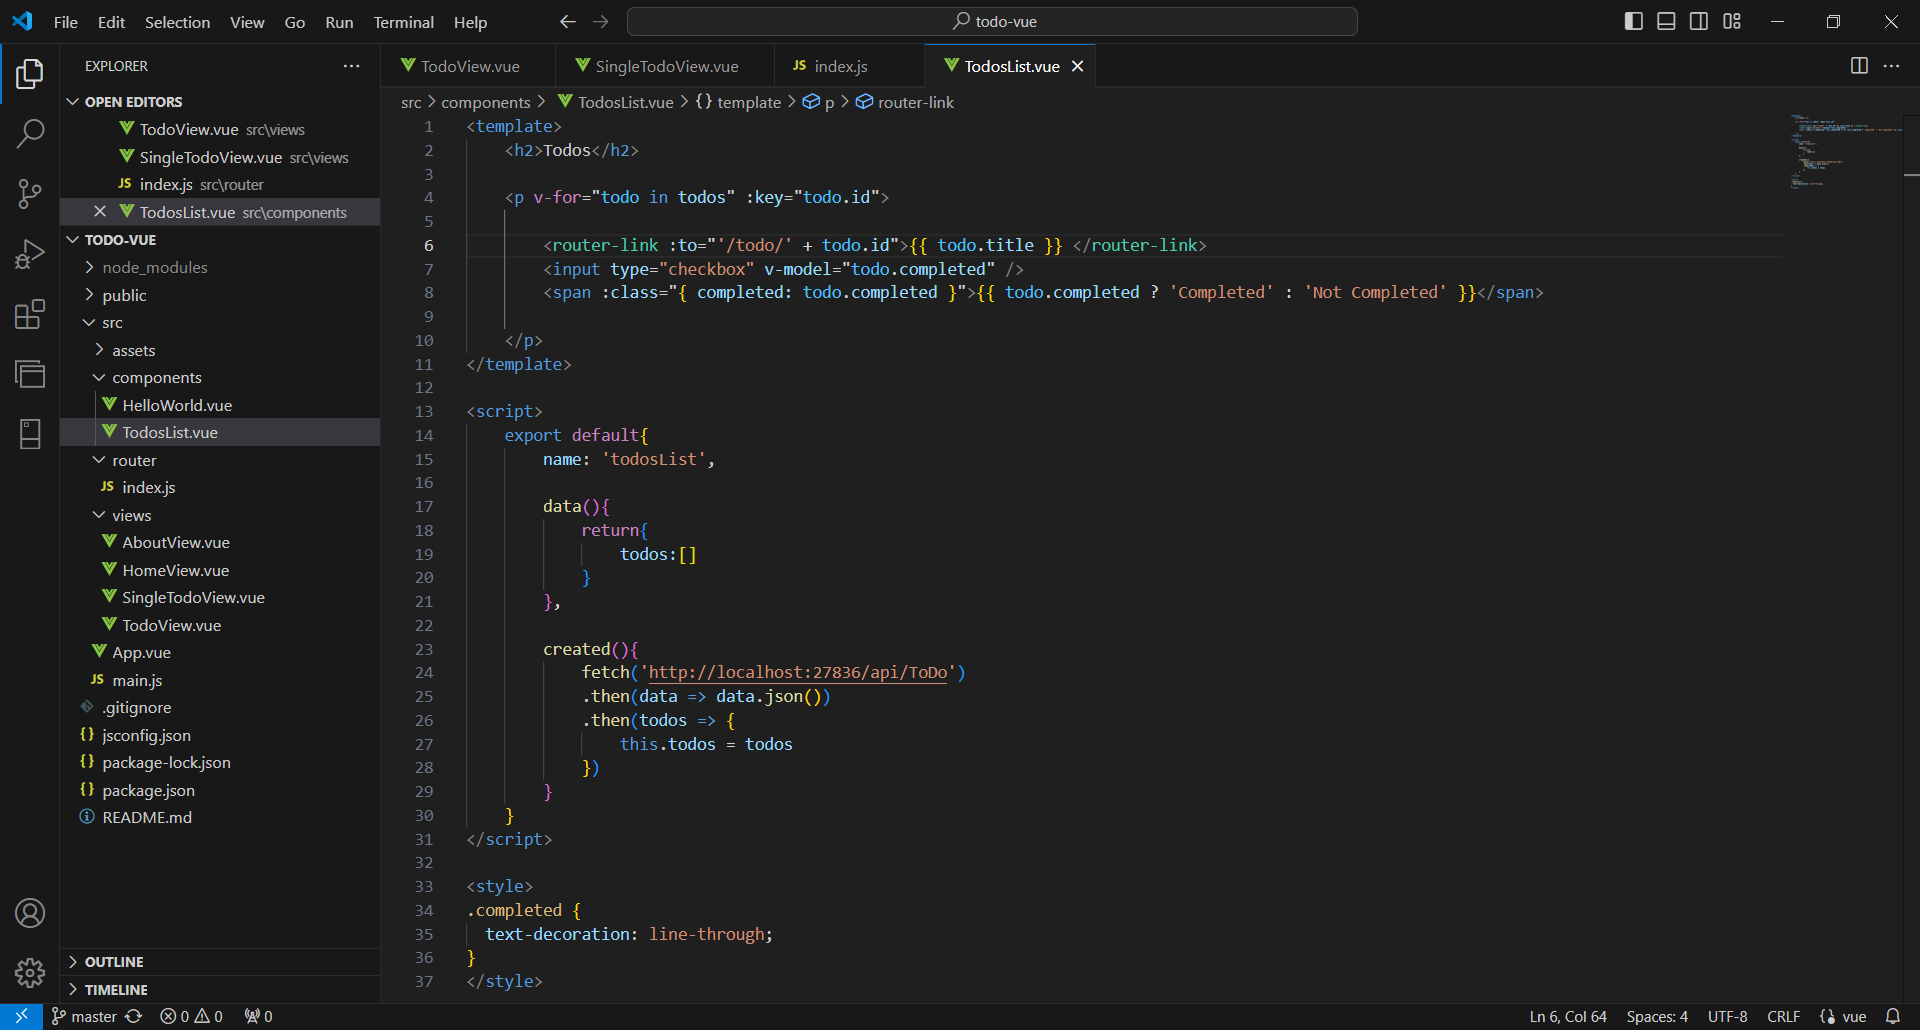 File Edit Selection View Go Run Terminal Help
todo-vue
EXPLORER
OPEN EDITORS
TodoView.vue src\views
SingleTodoView.vue src\views
JS index.js src\router
TodosList.vue src\components
TODO-VUE
node_modules
public
src
assets
components
HelloWorld.vue
TodosList.vue
router
JS index.js
views
AboutView.vue
HomeView.vue
SingleTodoView.vue
TodoView.vue
App.vue
JS main.js
.gitignore
{} jsconfig.json
{} package-lock.json
{} package.json
README.md
OUTLINE
TIMELINE
TodoView.vue SingleTodoView.vue JS index.js TodosList.vue
src > components > TodosList.vue > {} template > p > router-link
1 <template>
2 <h2>Todos</h2>
3
4 <p v-for="todo in todos" :key="todo.id">
5
6 <router-link :to="'/todo/' + todo.id">{{ todo.title }} </router-link>
7 <input type="checkbox" v-model="todo.completed" />
8 <span :class="{ completed: todo.completed }">{{ todo.completed ? 'Completed' : 'Not Completed' }}</span>
9
10 </p>
11 </template>
12
13 <script>
14 export default{
15 name: 'todosList',
16
17 data(){
18 return{
19 todos:[]
20 }
21 },
22
23 created(){
24 fetch('http://localhost:27836/api/ToDo')
25 .then(data => data.json())
26 .then(todos => {
27 this.todos = todos
28 })
29 }
30 }
31 </script>
32
33 <style>
34 .completed {
35 text-decoration: line-through;
36 }
37 </style>
master 0 0 0
Ln 6, Col 64 Spaces: 4 UTF-8 CRLF {} vue